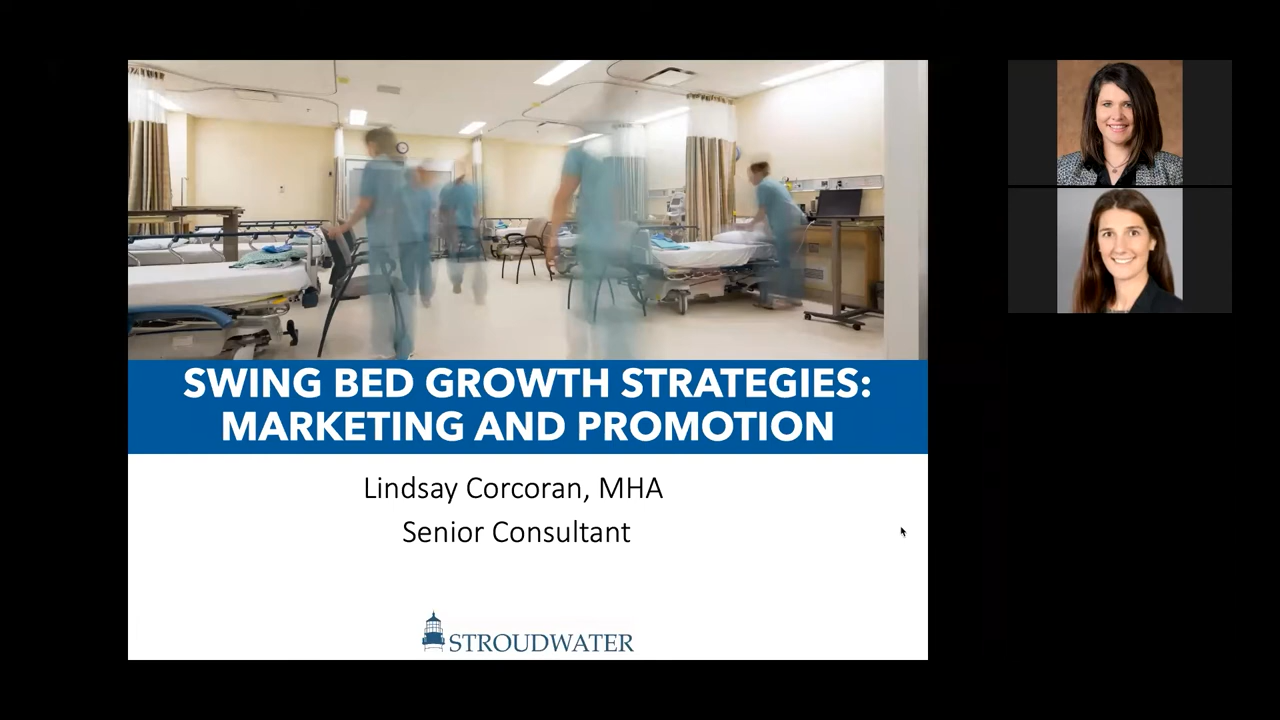 SWING BED GROWTH STRATEGIES:
MARKETING AND PROMOTION
Lindsay Corcoran, MHA
Senior Consultant
STROUDWATER